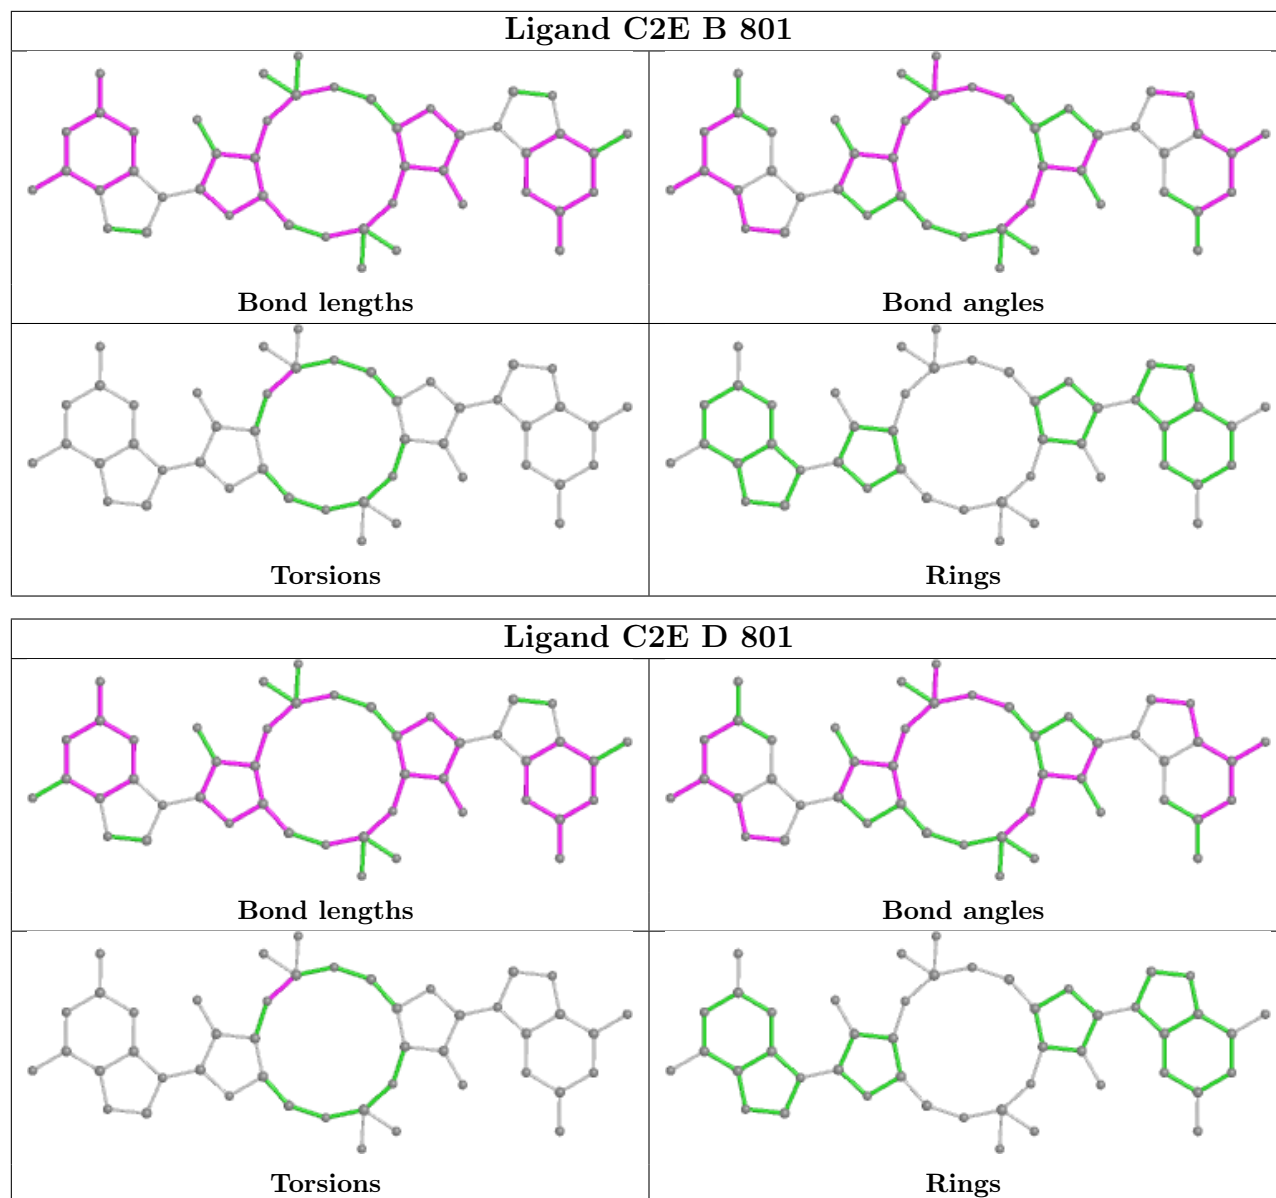 Ligand C2E B 801
Bond lengths
Bond angles
Torsions
Rings
Ligand C2E D 801
Bond lengths
Bond angles
Torsions
Rings